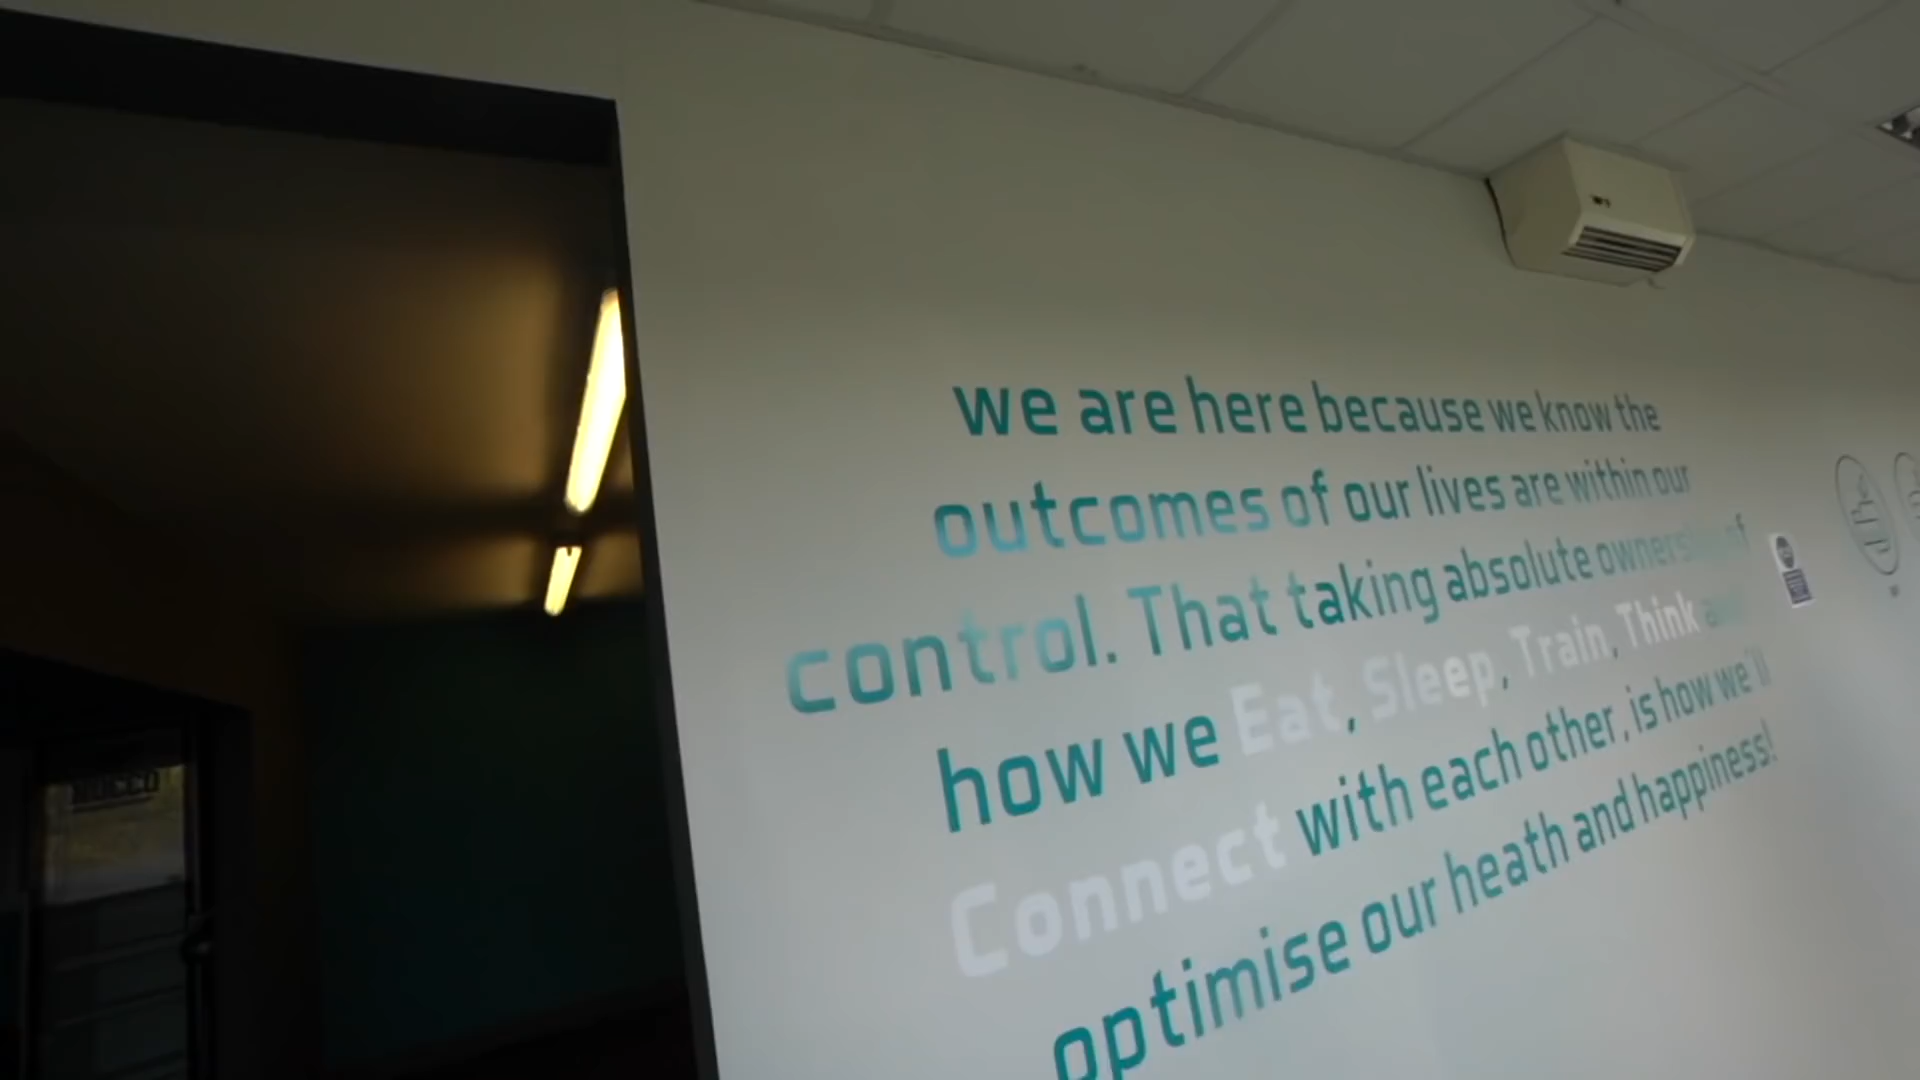 we are here because we know the
outcomes of our lives are within our
control. That taking absolute ownership of
how we Eat, Sleep, Train, Think and
Connect with each other, is how we'll
optimise our heath and happiness!